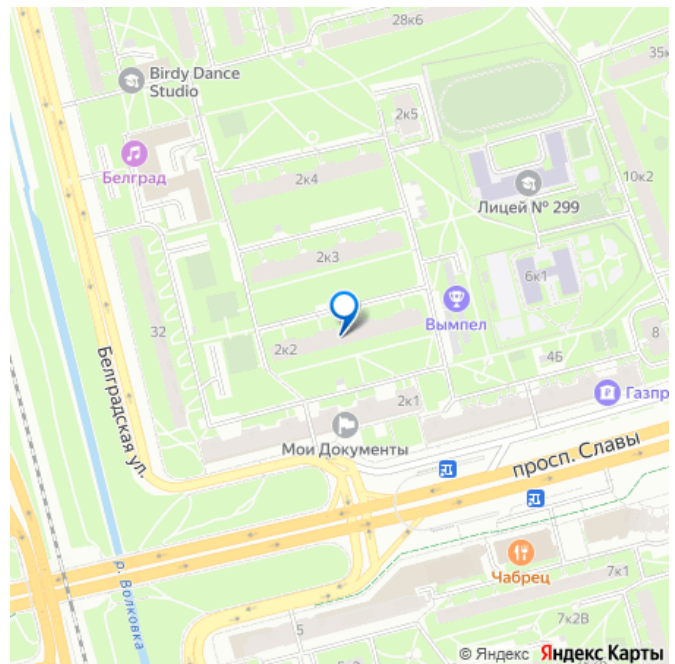 28к6
35к
Birdy Dance
Studio
2к5
Белград
2к4
10к2
Лицей № 299
2к3
6к1
Вымпел
32
2к2
8
4Б
Белградская ул.
2к1
Газпр
Мои Документы
просп. Славы
р. Волковка
Чабрец
7к1
7к2В
5
© Яндекс Яндекс Карты